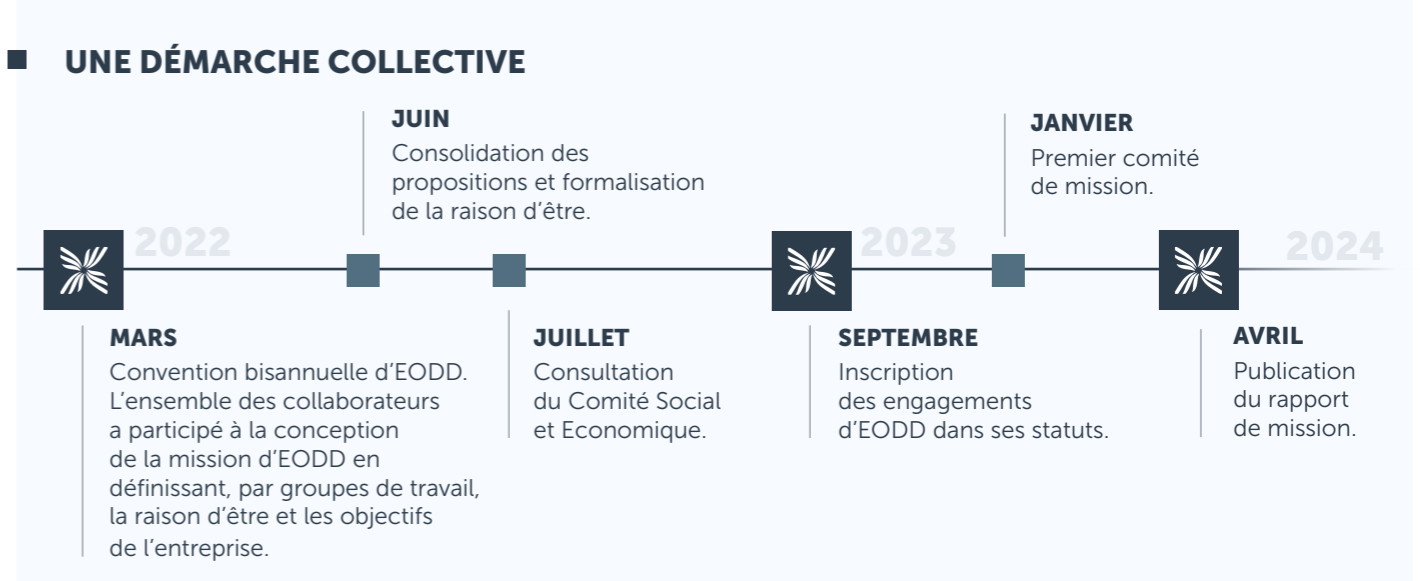 UNE DÉMARCHE COLLECTIVE
2022
MARS
Convention bisannuelle d’EODD.
L’ensemble des collaborateurs
a participé à la conception
de la mission d’EODD en
définissant, par groupes de travail,
la raison d’être et les objectifs
de l’entreprise.
JUIN
Consolidation des
propositions et formalisation
de la raison d’être.
JUILLET
Consultation
du Comité Social
et Economique.
2023
SEPTEMBRE
Inscription
des engagements
d’EODD dans ses statuts.
JANVIER
Premier comité
de mission.
2024
AVRIL
Publication
du rapport
de mission.